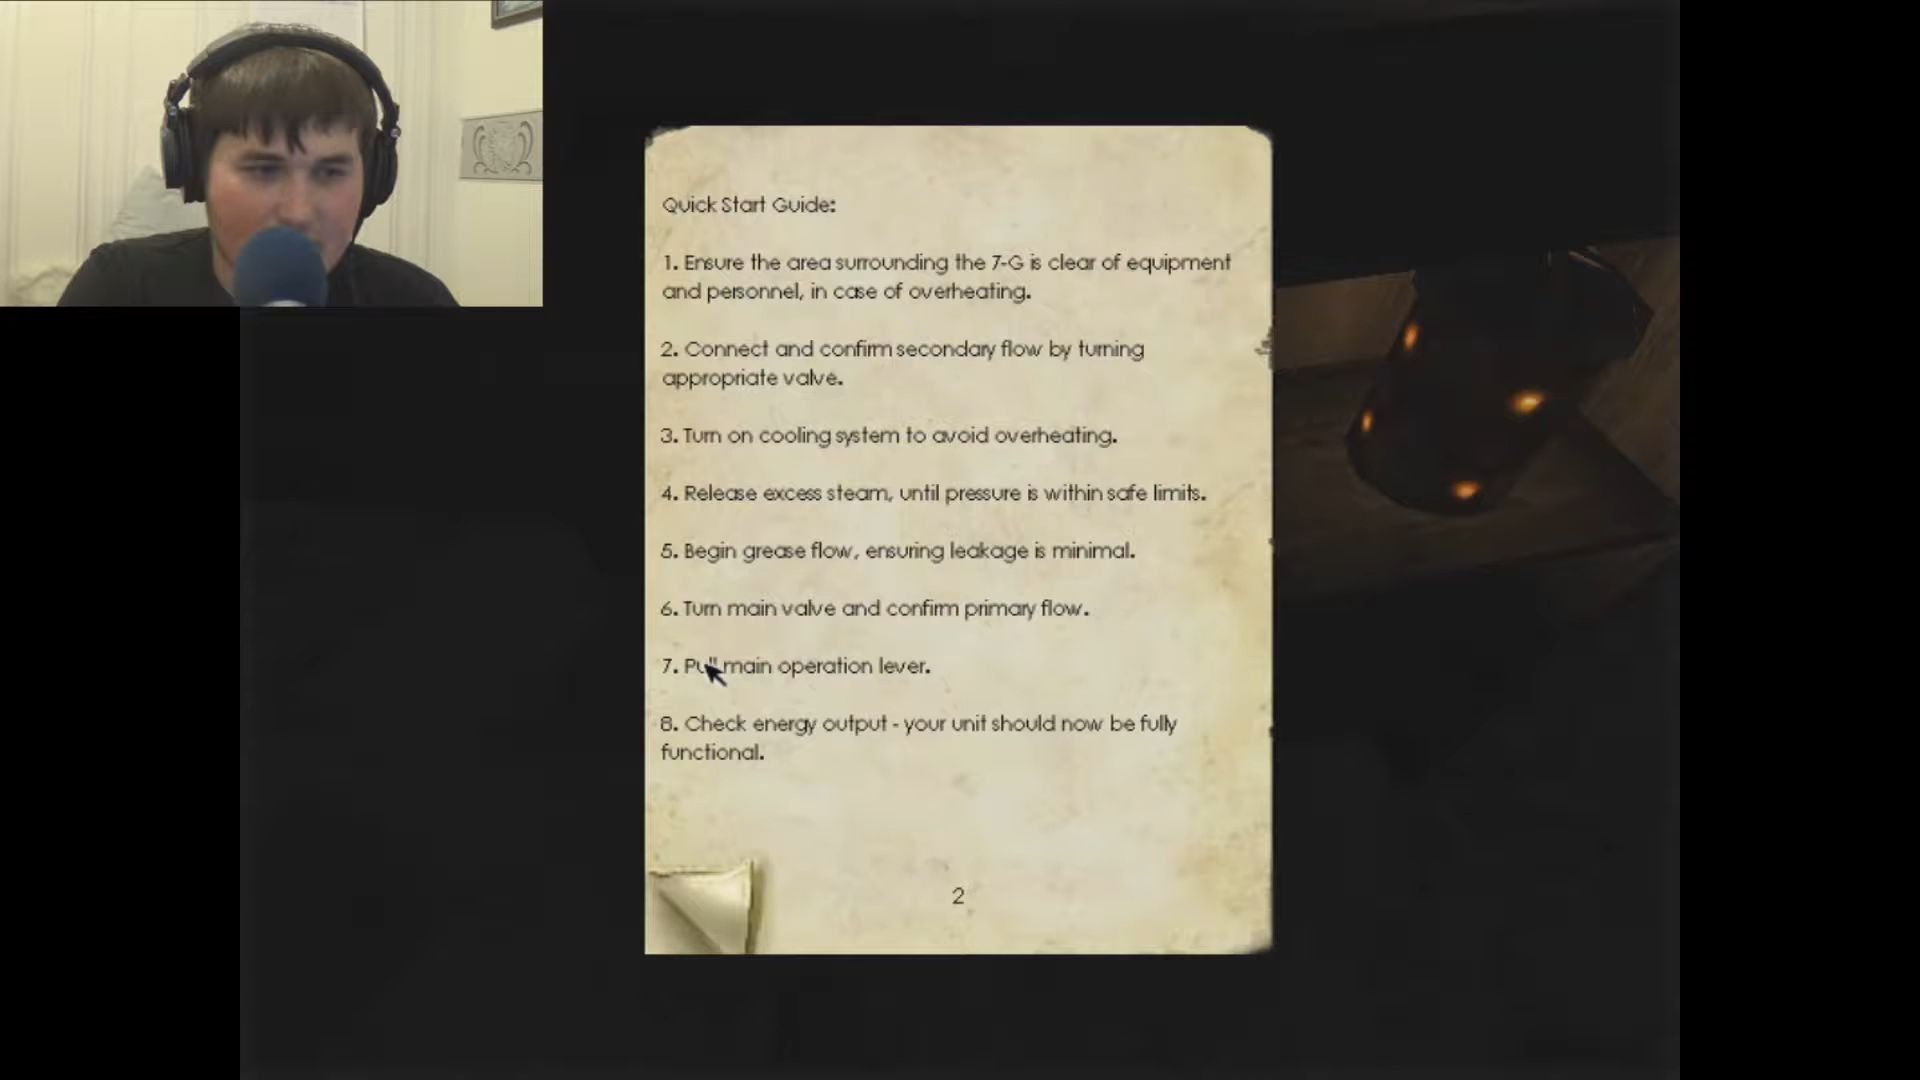 Quick Start Guide:
1. Ensure the area surrounding the 7-G is clear of equipment
and personnel, in case of overheating.
2. Connect and confirm secondary flow by turning
appropriate valve.
3. Turn on cooling system to avoid overheating.
4. Release excess steam, until pressure is within safe limits.
5. Begin grease flow, ensuring leakage is minimal.
6. Turn main valve and confirm primary flow.
7. Pull main operation lever.
8. Check energy output - your unit should now be fully
functional.
2